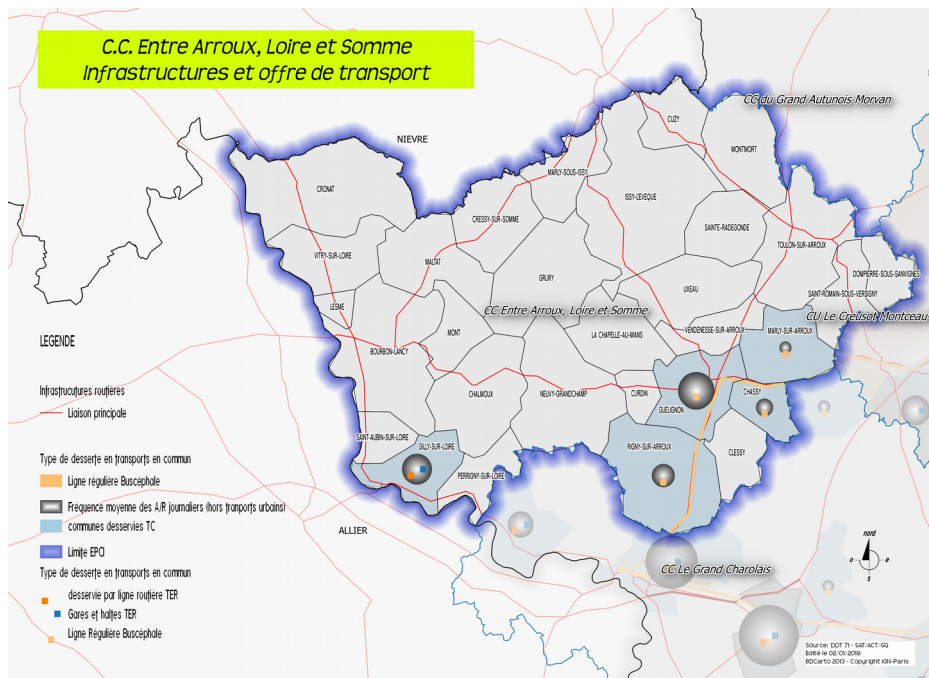 C.C. Entre Arroux, Loire et Somme
Infrastructures et offre de transport
CC du Grand Autunois Morvan
NIEVRE
CUZY
MONTMORT
MARLY-SOUS-ISSY
CRONAT
ISSY-L'EVEQUE
CRESSY-SUR-SOMME
SAINTE-RADEGONDE
TOULON-SUR-ARROUX
VITRY-SUR-LOIRE
MALTAT
DOMPIERRE-SOUS-SANVIGNES
GRURY
UXEAU
SAINT-ROMAIN-SOUS-VERSIGNY
LESME
CC Entre Arroux, Loire et Somme
CU Le Creusot Montceau
MONT
LA CHAPELLE-AU-MANS
VENDENESSE-SUR-ARROUX
MARLY-SUR-ARROUX
BOURBON-LANCY
CHALMOUX
NEUVY-GRANDCHAMP
CURDIN
CHASSY
GUEUGNON
SAINT-AUBIN-SUR-LOIRE
GILLY-SUR-LOIRE
RIGNY-SUR-ARROUX
CLESSY
PERRIGNY-SUR-LOIRE
ALLIER
CC Le Grand Charolais
LEGENDE
Infrastrucutures routières
Liaison principale
Type de desserte en transports en commun
Ligne régulière Buscéphale
Fréquence moyenne des A/R journaliers (hors tranports urbains)
communes desservies TC
Limite EPCI
Type de desserte en transports en commun
desservie par ligne routière TER
Gares et haltes TER
Ligne Régulière Buscéphale
nord
o e
s
Source: DDT 71 - SAT/ACT/GQ
Edité le 02/01/2019
BDCarto 2013 - Copyright IGN-Paris